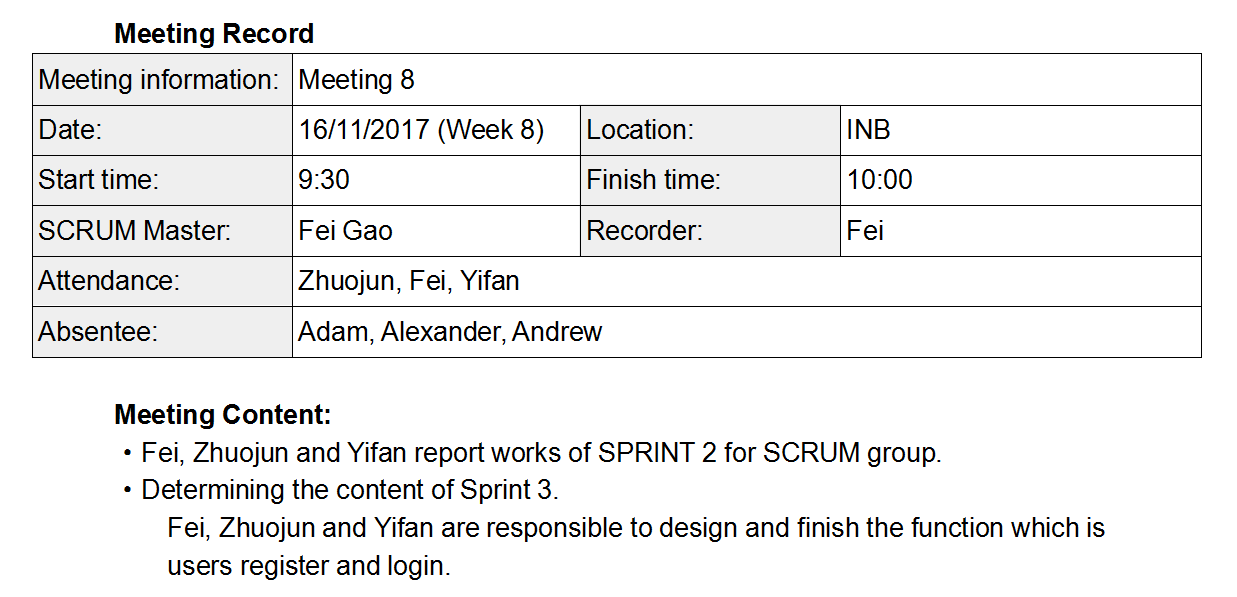 Meeting Record
Meeting information: Meeting 8
Date: 16/11/2017 (Week 8) Location: INB
Start time: 9:30 Finish time: 10:00
SCRUM Master: Fei Gao Recorder: Fei
Attendance: Zhuojun, Fei, Yifan
Absentee: Adam, Alexander, Andrew
Meeting Content:
• Fei, Zhuojun and Yifan report works of SPRINT 2 for SCRUM group.
• Determining the content of Sprint 3.
Fei, Zhuojun and Yifan are responsible to design and finish the function which is
users register and login.